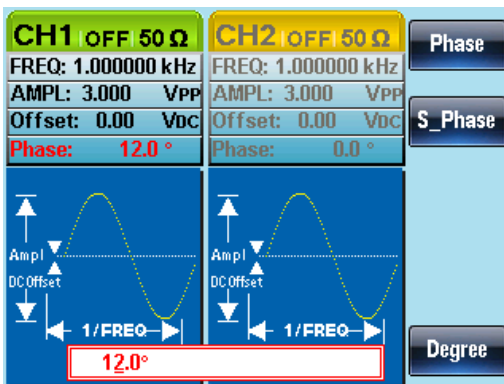 CH1 OFF 50 Ω
FREQ: 1.000000 kHz
AMPL: 3.000 VPP
Offset: 0.00 VDC
Phase: 12.0 °
CH2 OFF 50 Ω
FREQ: 1.000000 kHz
AMPL: 3.000 VPP
Offset: 0.00 VDC
Phase: 0.0 °
Ampl
DC Offset
1/FREQ
Ampl
DC Offset
1/FREQ
12.0°
Phase
S_Phase
Degree